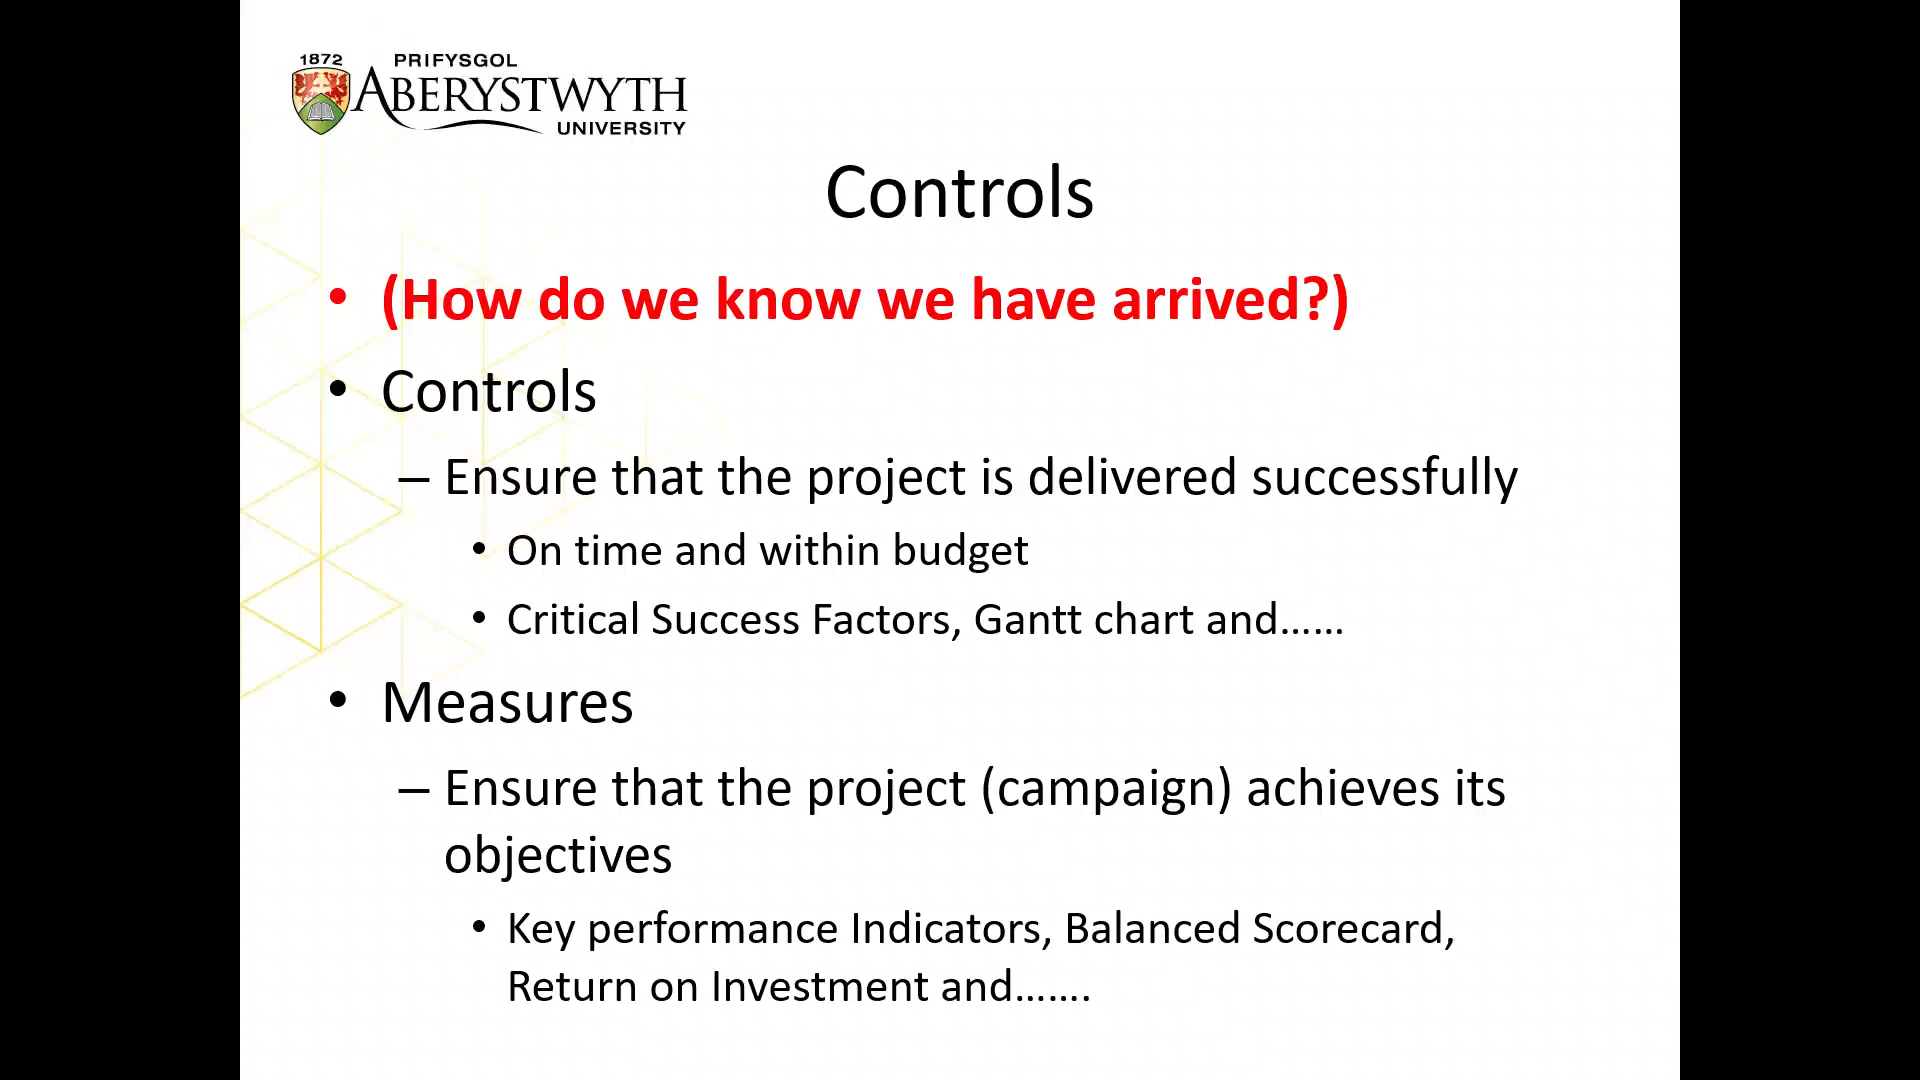 1872
PRIFYSGOL
ABERYSTWYTH
UNIVERSITY
Controls
• (How do we know we have arrived?)
• Controls
– Ensure that the project is delivered successfully
• On time and within budget
• Critical Success Factors, Gantt chart and……
• Measures
– Ensure that the project (campaign) achieves its
objectives
• Key performance Indicators, Balanced Scorecard,
Return on Investment and…….